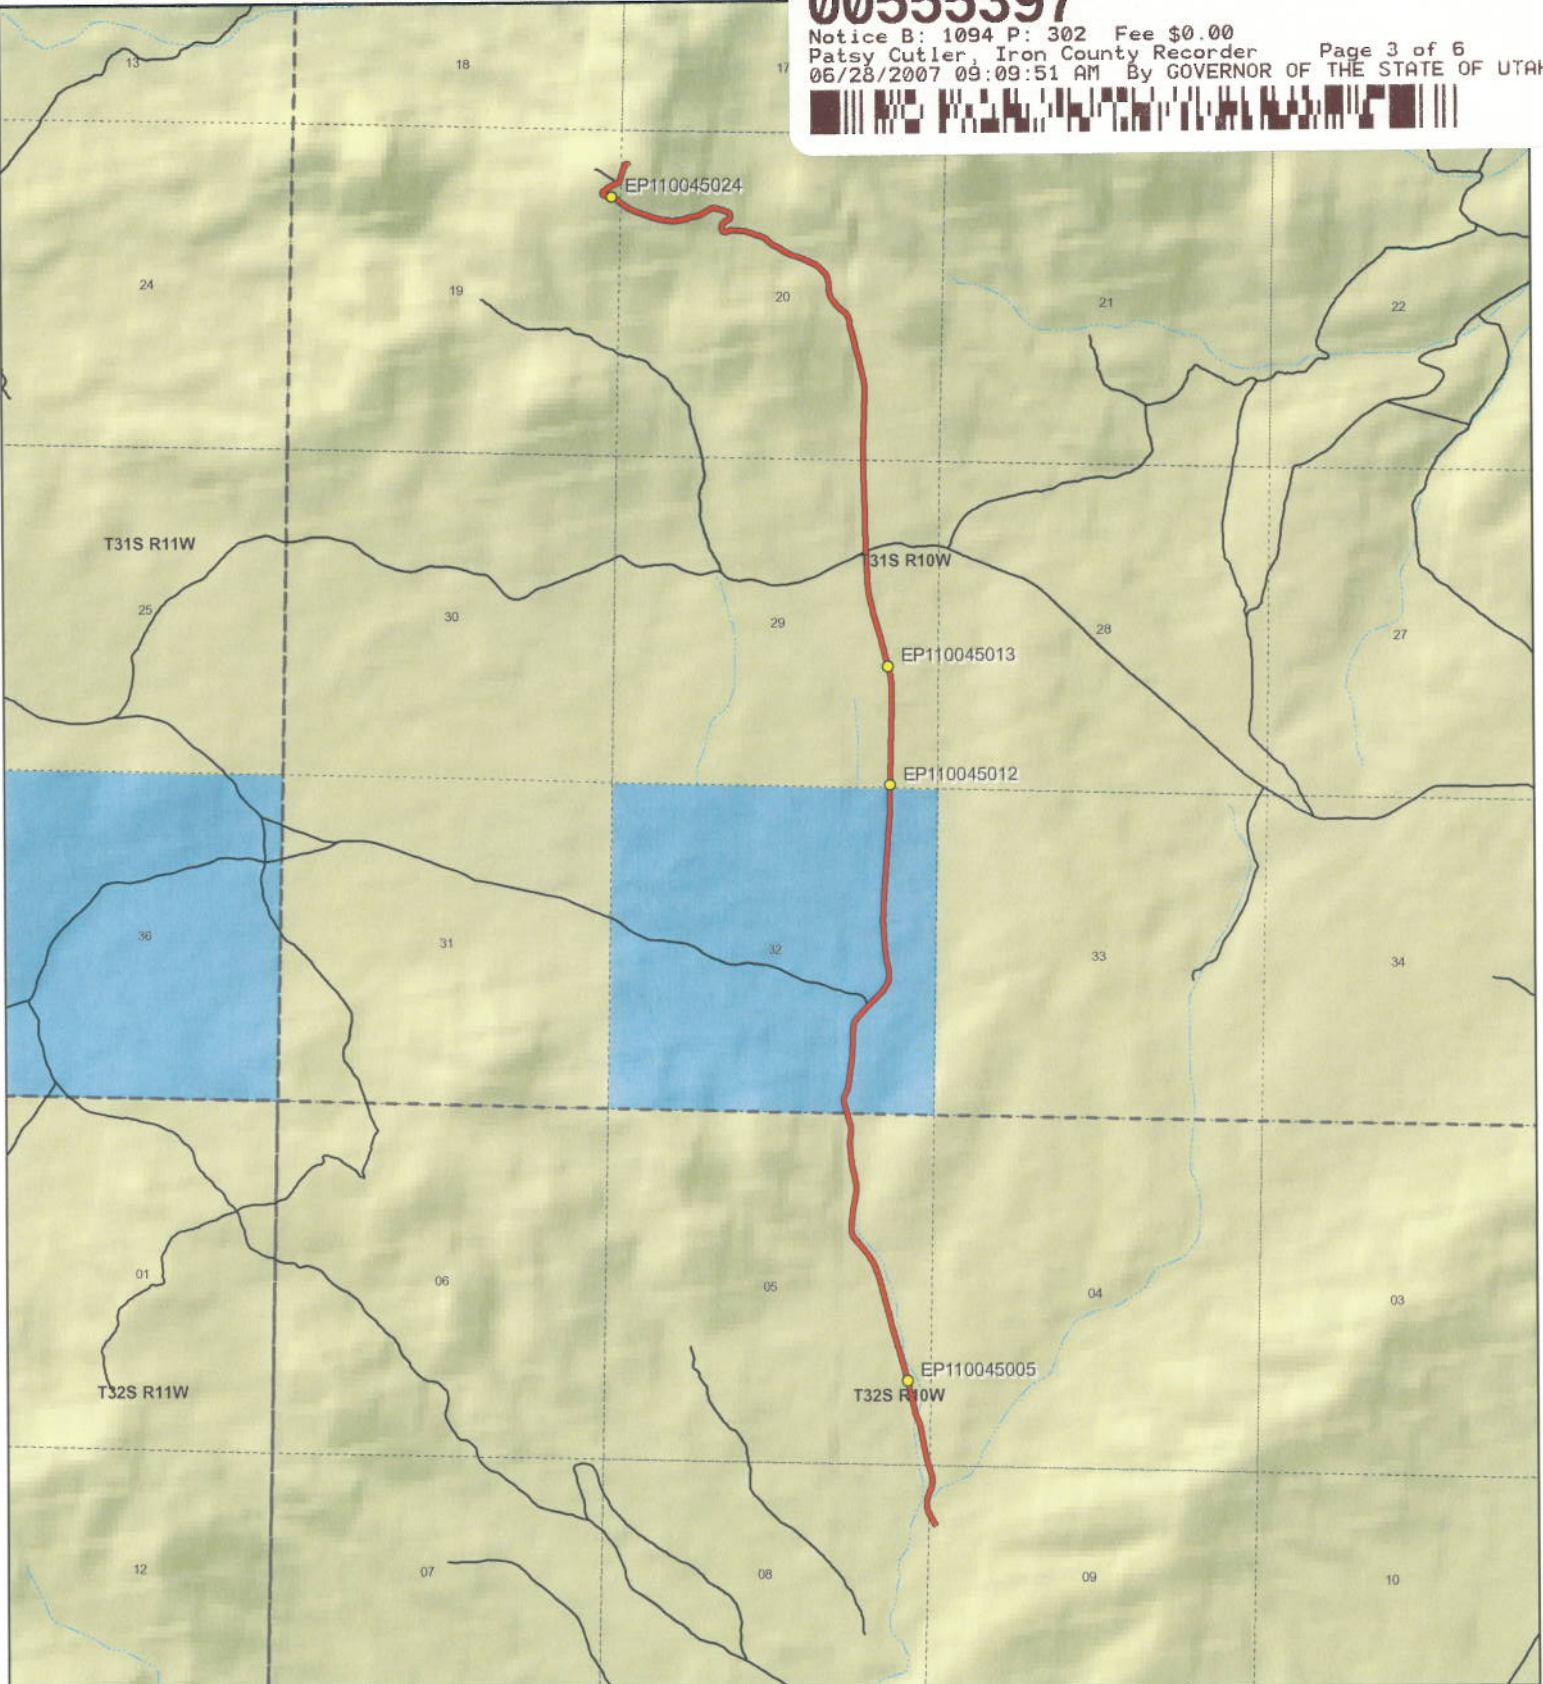 00555397
Notice B: 1094 P: 302 Fee $0.00
Patsy Cutler, Iron County Recorder Page 3 of 6
06/28/2007 09:09:51 AM By GOVERNOR OF THE STATE OF UTAH
13
18
17
EP110045024
24
19
20
21
22
T31S R11W
31S R10W
25
30
29
28
27
EP110045013
EP110045012
36
31
32
33
34
01
06
05
04
03
EP110045005
T32S R11W
T32S R10W
12
07
08
09
10